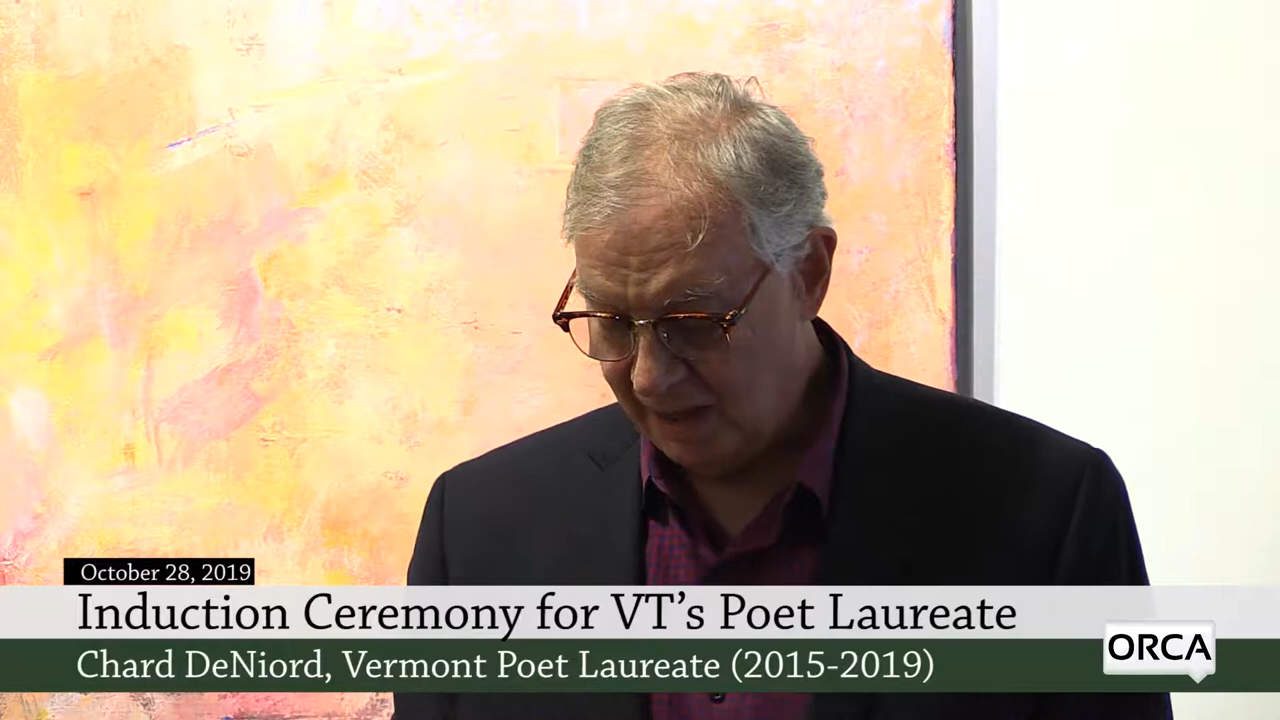 October 28, 2019
Induction Ceremony for VT’s Poet Laureate
Chard DeNiord, Vermont Poet Laureate (2015-2019)
ORCA